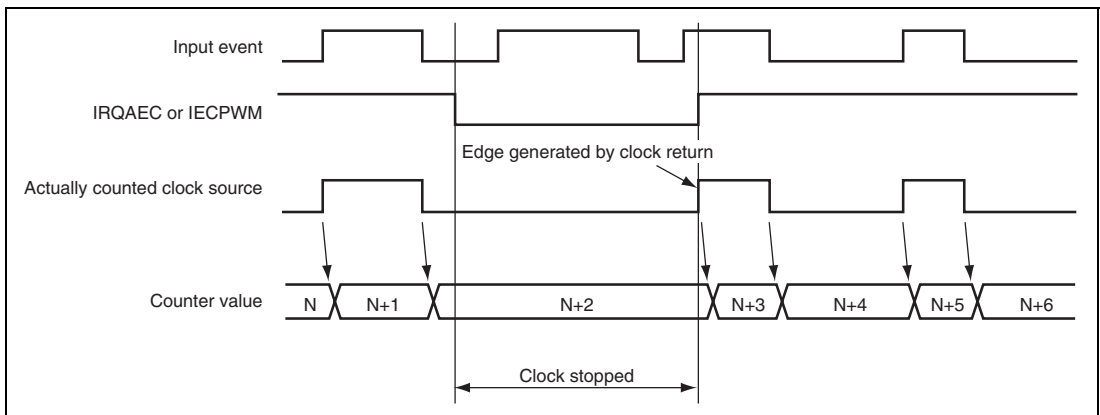 Input event
IRQAEC or IECPWM
Edge generated by clock return
Actually counted clock source
Counter value
N
N+1
N+2
N+3
N+4
N+5
N+6
Clock stopped